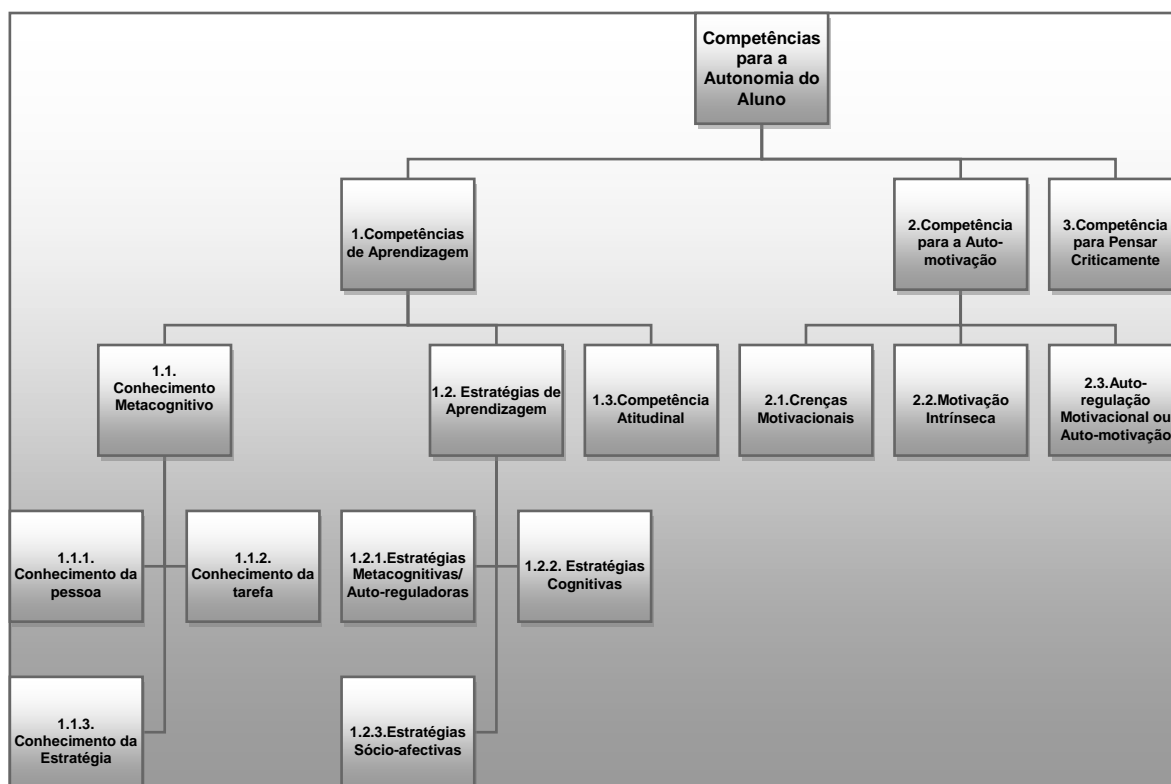 Competências
para a
Autonomia do
Aluno
1.Competências
de Aprendizagem
2.Competência
para a Auto-
motivação
3.Competência
para Pensar
Criticamente
1.1.
Conhecimento
Metacognitivo
1.2. Estratégias de
Aprendizagem
1.3.Competência
Atitudinal
2.1.Crenças
Motivacionais
2.2.Motivação
Intrínseca
2.3.Auto-
regulação
Motivacional ou
Auto-motivação
1.1.1.
Conhecimento da
pessoa
1.1.2.
Conhecimento da
tarefa
1.2.1.Estratégias
Metacognitivas/
Auto-reguladoras
1.2.2. Estratégias
Cognitivas
1.1.3.
Conhecimento da
Estratégia
1.2.3.Estratégias
Sócio-afectivas